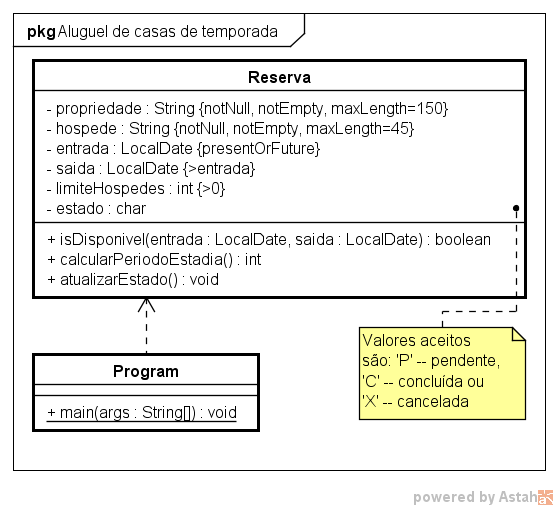 pkg Aluguel de casas de temporada
Reserva
- propriedade : String {notNull, notEmpty, maxLength=150}
- hospede : String {notNull, notEmpty, maxLength=45}
- entrada : LocalDate {presentOrFuture}
- saida : LocalDate {>entrada}
- limiteHospedes : int {>0}
- estado : char
+ isDisponivel(entrada : LocalDate, saida : LocalDate) : boolean
+ calcularPeriodoEstadia() : int
+ atualizarEstado() : void
Valores aceitos
são: 'P' -- pendente,
'C' -- concluída ou
'X' -- cancelada
Program
+ main(args : String[]) : void
powered by Astah